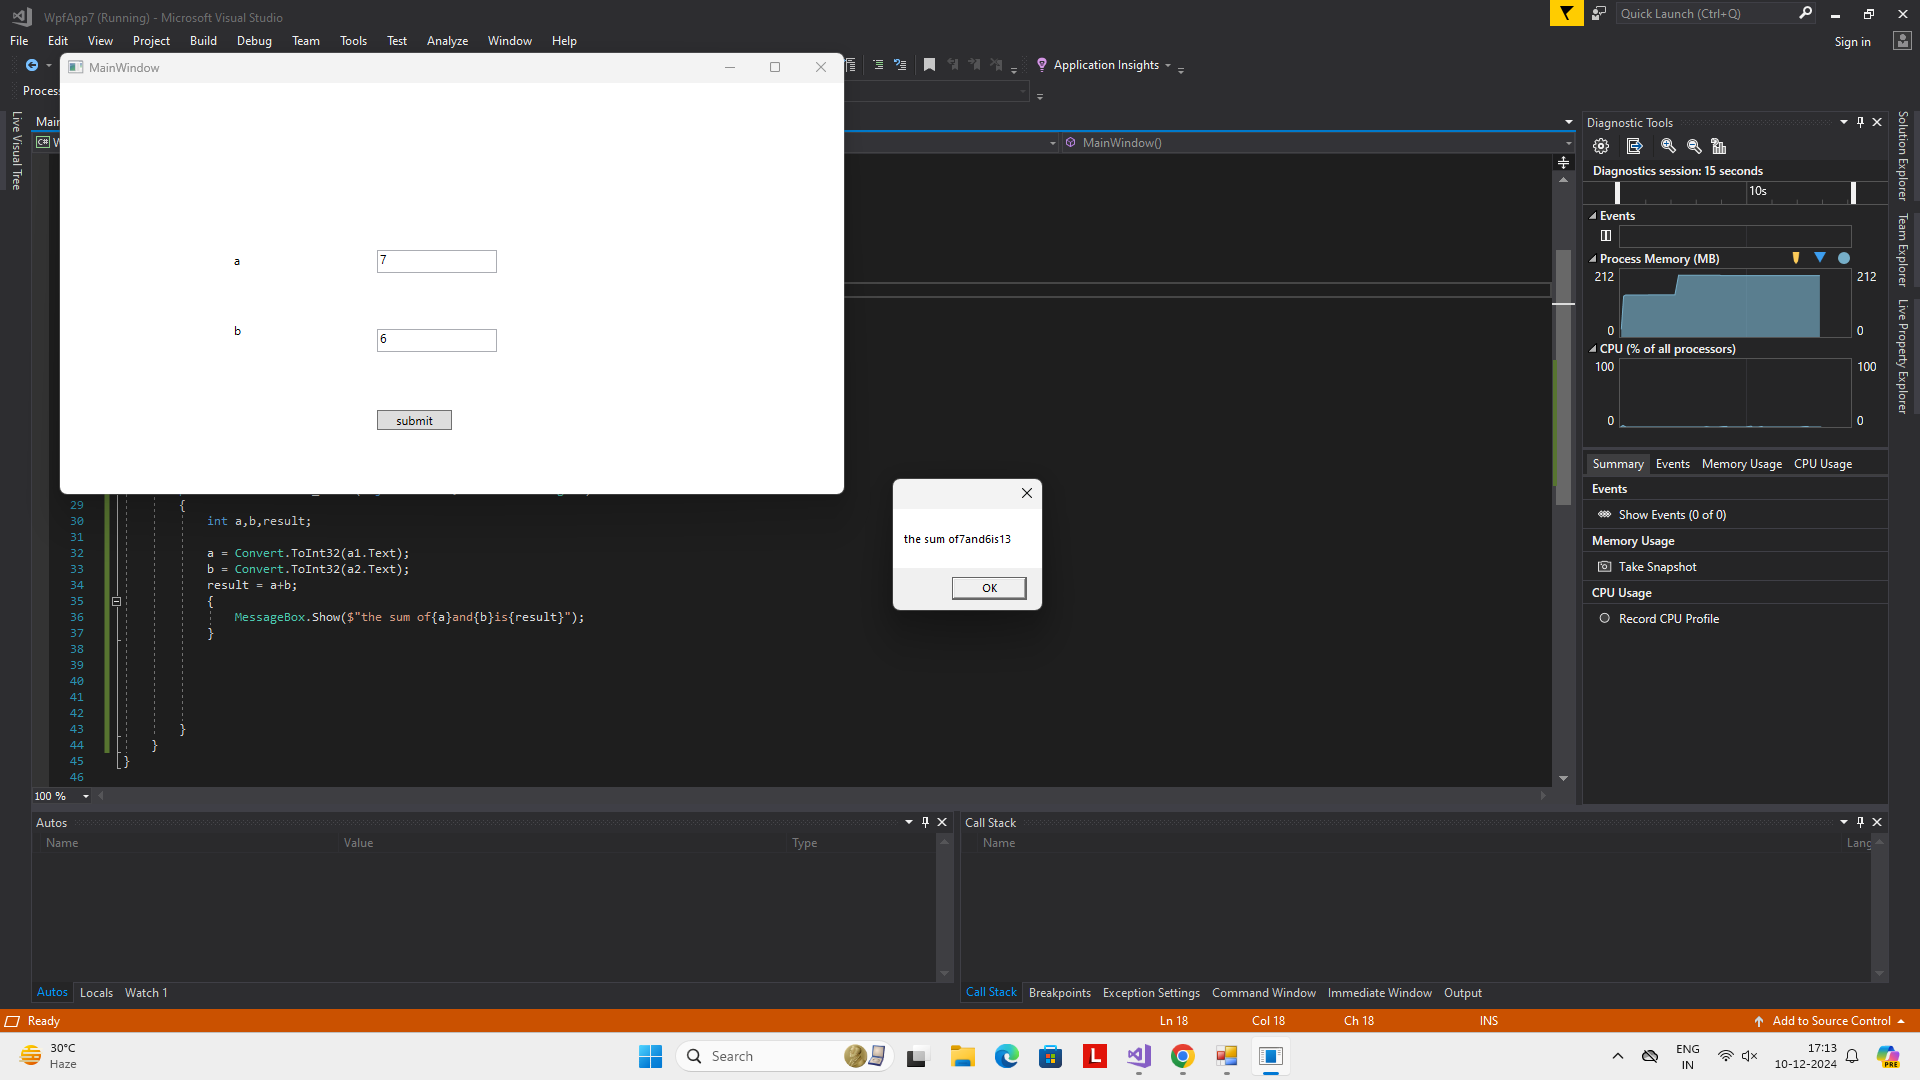 WpfApp7 (Running) - Microsoft Visual Studio
Quick Launch (Ctrl+Q)
File Edit View Project Build Debug Team Tools Test Analyze Window Help
Sign in
MainWindow
Application Insights
Process
Live Visual Tree
Main
C# W
MainWindow()
a
7
b
6
submit
29 {
30 int a,b,result;
31
32 a = Convert.ToInt32(a1.Text);
33 b = Convert.ToInt32(a2.Text);
34 result = a+b;
35 {
36 MessageBox.Show($"the sum of{a}and{b}is{result}");
37 }
38
39
40
41
42
43 }
44 }
45 }
46
100 %
the sum of7and6is13
OK
Diagnostic Tools
Diagnostics session: 15 seconds
10s
Events
Process Memory (MB)
212 212
0 0
CPU (% of all processors)
100 100
0 0
Summary Events Memory Usage CPU Usage
Events
Show Events (0 of 0)
Memory Usage
Take Snapshot
CPU Usage
Record CPU Profile
Solution Explorer
Team Explorer
Live Property Explorer
Autos
Name Value Type
Autos Locals Watch 1
Call Stack
Name Lang
Call Stack Breakpoints Exception Settings Command Window Immediate Window Output
Ready
Ln 18 Col 18 Ch 18 INS
Add to Source Control
30°C
Haze
Search
L
ENG
IN
17:13
10-12-2024
PRE